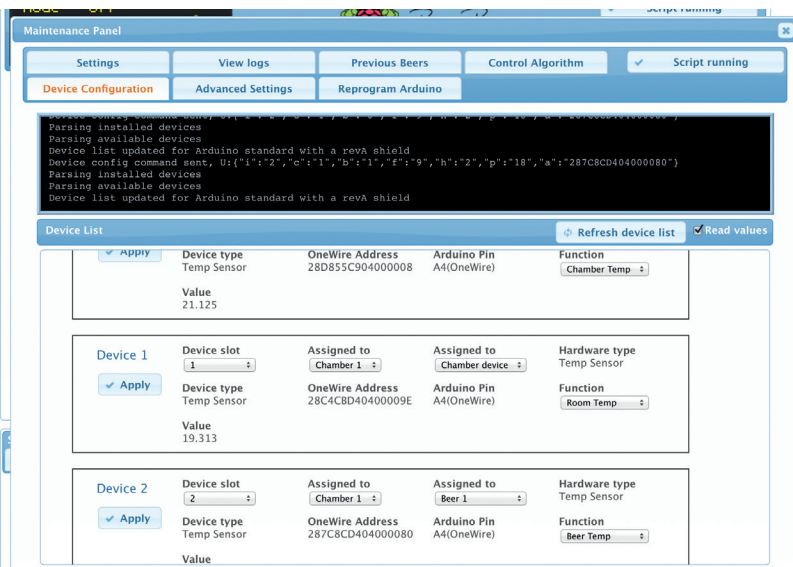 Mode   Off
Script running
Maintenance Panel
Settings
View logs
Previous Beers
Control Algorithm
Script running
Device Configuration
Advanced Settings
Reprogram Arduino
Parsing installed devices
Parsing available devices
Device list updated for Arduino standard with a revA shield
Device config command sent, U:{"i":"2","c":"1","b":"1","f":"9","h":"2","p":"18","a":"287C8CD404000080"}
Parsing installed devices
Parsing available devices
Device list updated for Arduino standard with a revA shield
Device List
Refresh device list
Read values
Apply
Device type OneWire Address Arduino Pin Function
Temp Sensor 28D855C904000008 A4(OneWire) Chamber Temp
Value
21.125
Device 1
Device slot Assigned to Assigned to Hardware type
1 Chamber 1 Chamber device Temp Sensor
Apply
Device type OneWire Address Arduino Pin Function
Temp Sensor 28C4CBD40400009E A4(OneWire) Room Temp
Value
19.313
Device 2
Device slot Assigned to Assigned to Hardware type
2 Chamber 1 Beer 1 Temp Sensor
Apply
Device type OneWire Address Arduino Pin Function
Temp Sensor 287C8CD404000080 A4(OneWire) Beer Temp
Value